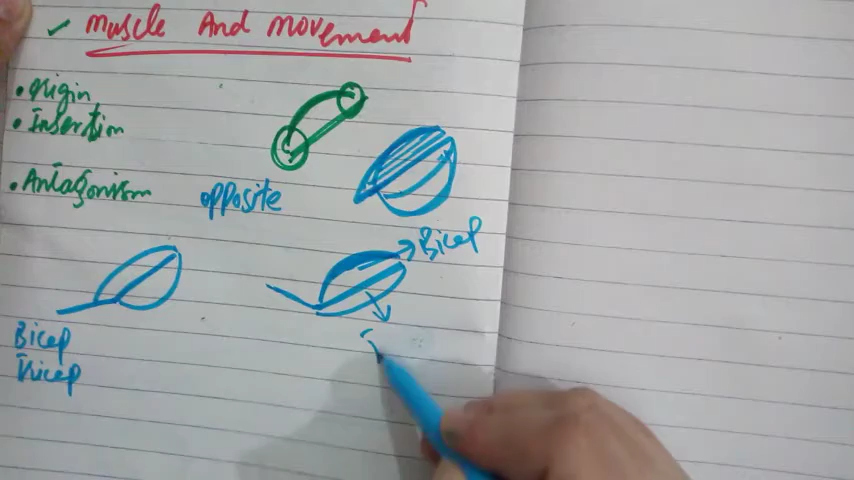 ✓ Muscle And Movement
• Origin
• Insertion
• Antagonism
opposite
Bicep
Bicep
Tricep